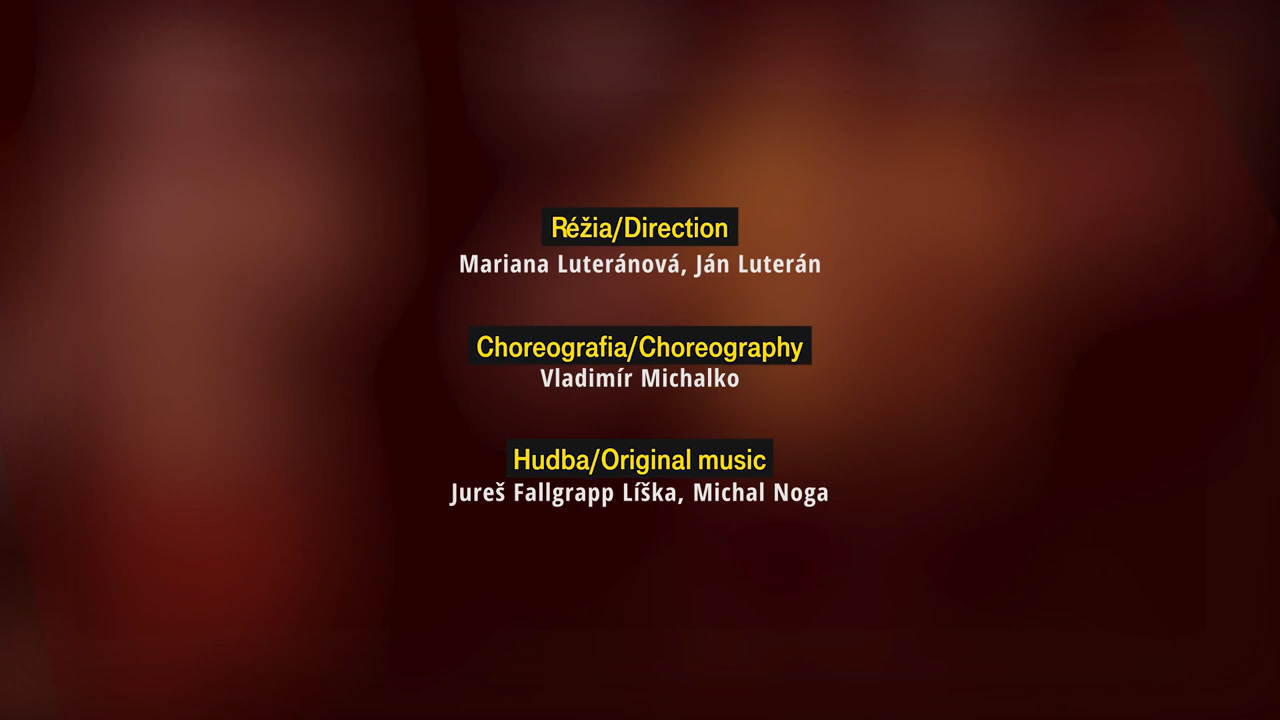 Réžia/Direction
Mariana Luteránová, Ján Luterán
Choreografia/Choreography
Vladimír Michalko
Hudba/Original music
Jureš Fallgrapp Líška, Michal Noga